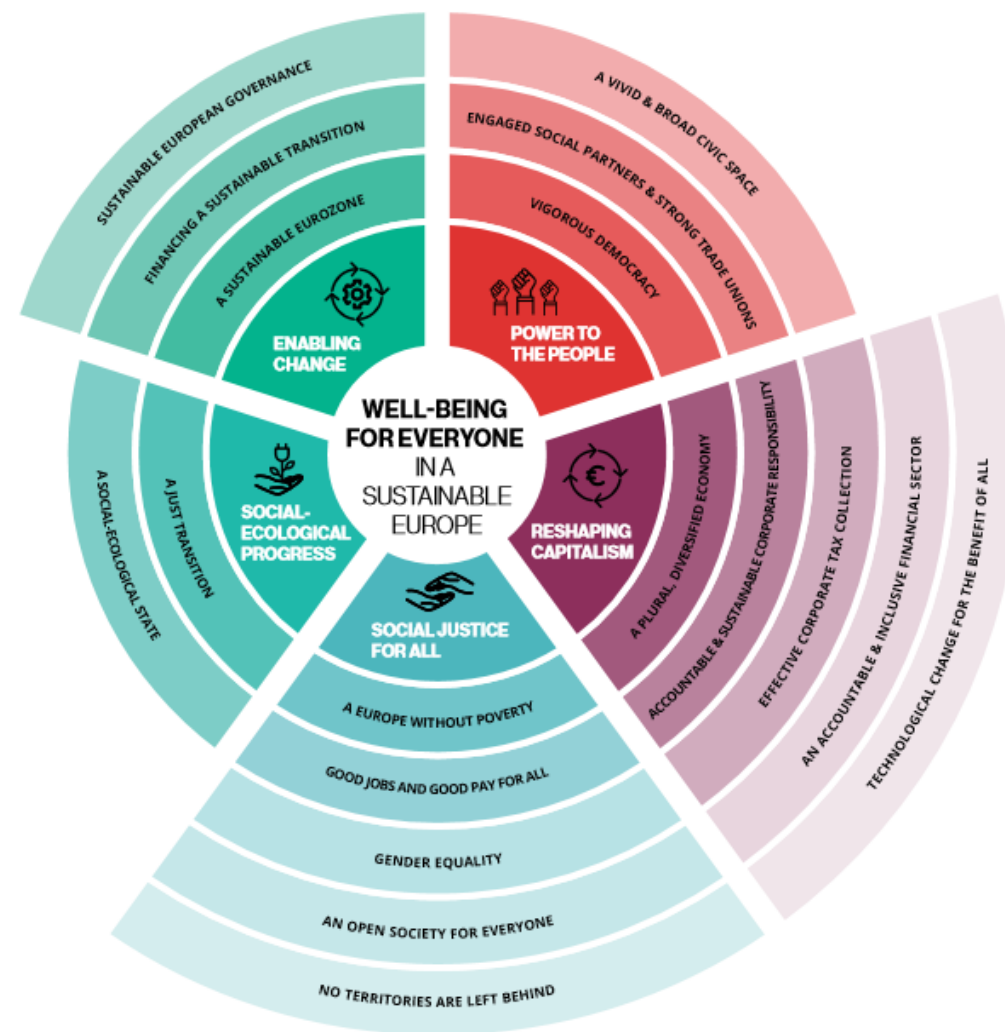 WELL-BEING
FOR EVERYONE
IN A
SUSTAINABLE
EUROPE
ENABLING
CHANGE
A SUSTAINABLE EUROZONE
FINANCING A SUSTAINABLE TRANSITION
SUSTAINABLE EUROPEAN GOVERNANCE
POWER TO
THE PEOPLE
VIGOROUS DEMOCRACY
ENGAGED SOCIAL PARTNERS & STRONG TRADE UNIONS
A VIVID & BROAD CIVIC SPACE
RESHAPING
CAPITALISM
€
A PLURAL, DIVERSIFIED ECONOMY
ACCOUNTABLE & SUSTAINABLE CORPORATE RESPONSIBILITY
EFFECTIVE CORPORATE TAX COLLECTION
AN ACCOUNTABLE & INCLUSIVE FINANCIAL SECTOR
TECHNOLOGICAL CHANGE FOR THE BENEFIT OF ALL
SOCIAL JUSTICE
FOR ALL
A EUROPE WITHOUT POVERTY
GOOD JOBS AND GOOD PAY FOR ALL
GENDER EQUALITY
AN OPEN SOCIETY FOR EVERYONE
NO TERRITORIES ARE LEFT BEHIND
SOCIAL-
ECOLOGICAL
PROGRESS
A JUST TRANSITION
A SOCIAL-ECOLOGICAL STATE